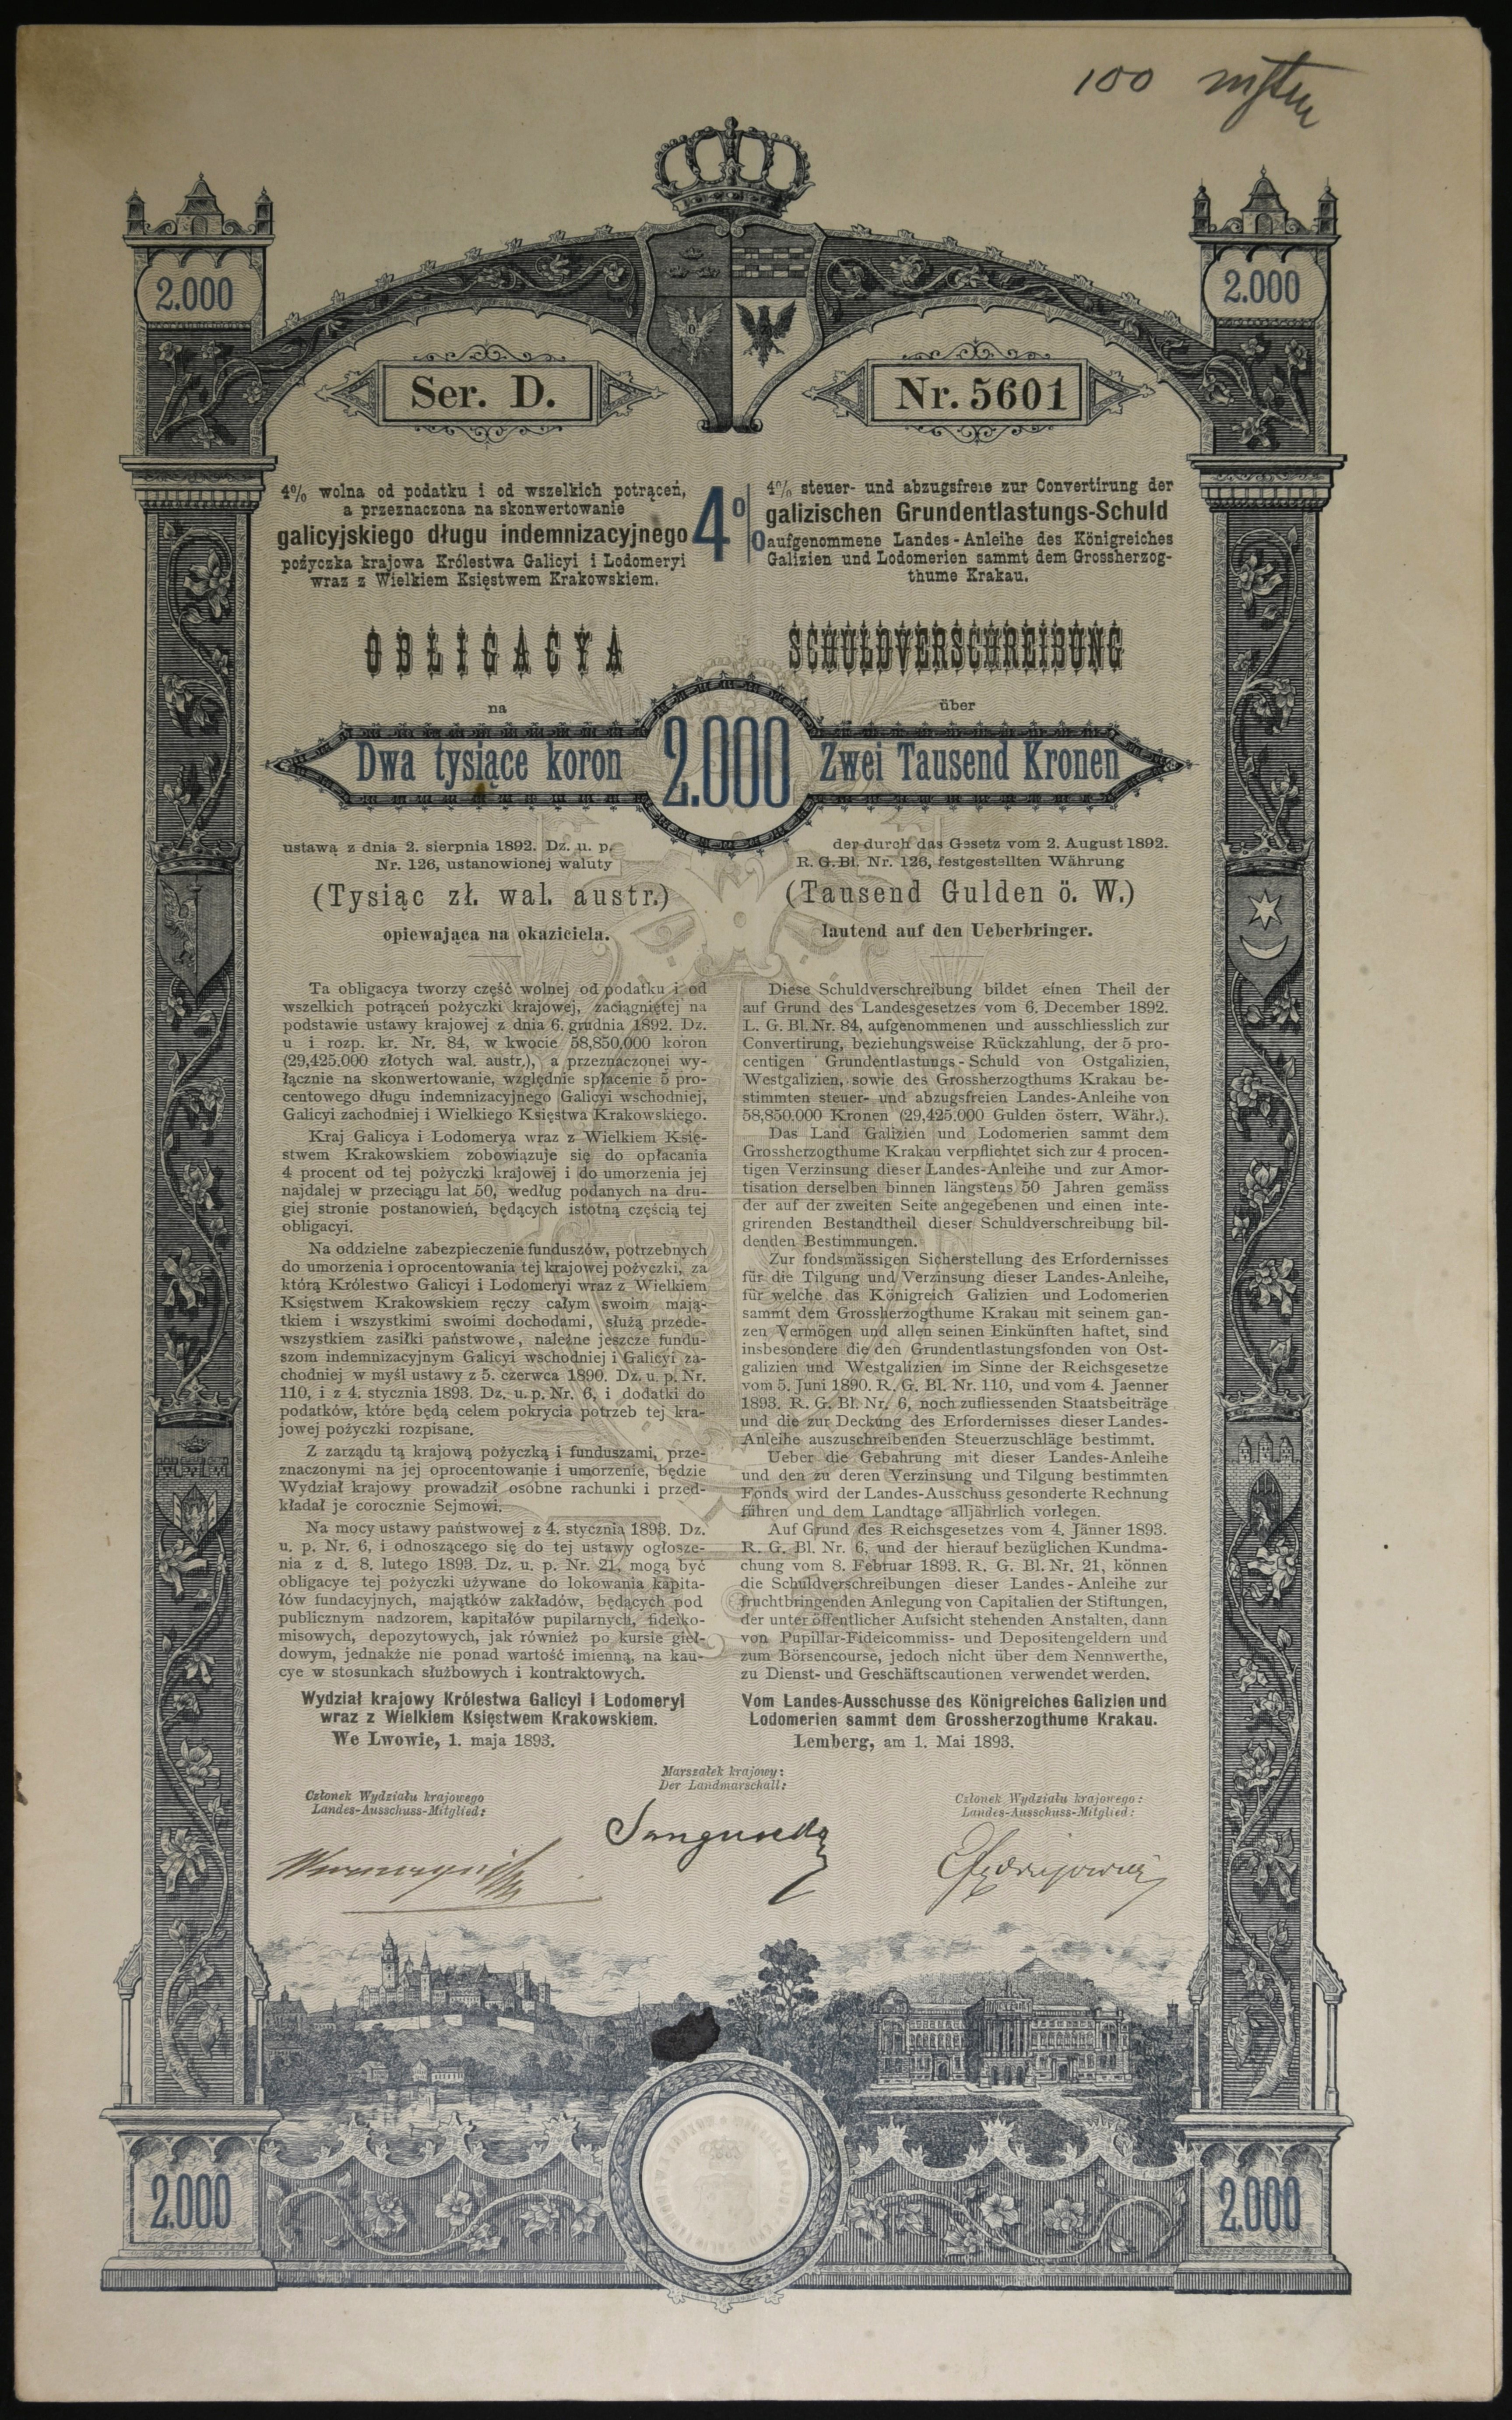 100
2.000
2.000
Ser. D.
Nr. 5601
4% wolna od podatku i od wszelkich potrąceń,
a przeznaczona na skonwertowanie
galicyjskiego długu indemnizacyjnego
pożyczka krajowa Królestwa Galicyi i Lodomeryi
wraz z Wielkiem Księstwem Krakowskiem.
4%
4% steuer- und abzugsfreie zur Convertirung der
galizischen Grundentlastungs-Schuld
aufgenommene Landes-Anleihe des Königreiches
Galizien und Lodomerien sammt dem Grossherzog-
thume Krakau.
OBLIGACYA
na
SCHULDVERSCHREIBUNG
über
Dwa tysiące koron
2.000
Zwei Tausend Kronen
ustawą z dnia 2. sierpnia 1892. Dz. u. p.
Nr. 126, ustanowionej waluty
(Tysiąc zł. wal. austr.)
opiewająca na okaziciela.
der durch das Gesetz vom 2. August 1892.
R. G. Bl. Nr. 126, festgestellten Währung
(Tausend Gulden ö. W.)
lautend auf den Ueberbringer.
Ta obligacya tworzy część wolnej od podatku i od
wszelkich potrąceń pożyczki krajowej, zaciągniętej na
podstawie ustawy krajowej z dnia 6. grudnia 1892. Dz.
u i rozp. kr. Nr. 84, w kwocie 58,850.000 koron
(29,425.000 złotych wal. austr.), a przeznaczonej wy-
łącznie na skonwertowanie, względnie spłacenie 5 pro-
centowego długu indemnizacyjnego Galicyi wschodniej,
Galicyi zachodniej i Wielkiego Księstwa Krakowskiego.
Kraj Galicya i Lodomerya wraz z Wielkiem Księ-
stwem Krakowskiem zobowiązuje się do opłacania
4 procent od tej pożyczki krajowej i do umorzenia jej
najdalej w przeciągu lat 50, według podanych na dru-
giej stronie postanowień, będących istotną częścią tej
obligacyi.
Na oddzielne zabezpieczenie funduszów, potrzebnych
do umorzenia i oprocentowania tej krajowej pożyczki, za
którą Królestwo Galicyi i Lodomeryi wraz z Wielkiem
Księstwem Krakowskiem ręczy całym swoim mają-
tkiem i wszystkimi swoimi dochodami, służą przede-
wszystkiem zasiłki państwowe, należne jeszcze fundu-
szom indemnizacyjnym Galicyi wschodniej i Galicyi za-
chodniej w myśl ustawy z 5. czerwca 1890. Dz. u. p. Nr.
110, i z 4. stycznia 1893. Dz. u. p. Nr. 6, i dodatki do
podatków, które będą celem pokrycia potrzeb tej kra-
jowej pożyczki rozpisane.
Z zarządu tą krajową pożyczką i funduszami, prze-
znaczonymi na jej oprocentowanie i umorzenie, będzie
Wydział krajowy prowadził osobne rachunki i przed-
kładał je corocznie Sejmowi.
Na mocy ustawy państwowej z 4. stycznia 1893. Dz.
u. p. Nr. 6, i odnoszącego się do tej ustawy ogłosze-
nia z d. 8. lutego 1893. Dz. u. p. Nr. 21, mogą być
obligacye tej pożyczki używane do lokowania kapita-
łów fundacyjnych, majątków zakładów, będących pod
publicznym nadzorem, kapitałów pupilarnych, fideiko-
misowych, depozytowych, jak również po kursie gieł-
dowym, jednakże nie ponad wartość imienną, na kau-
cye w stosunkach służbowych i kontraktowych.
Wydział krajowy Królestwa Galicyi i Lodomeryi
wraz z Wielkiem Księstwem Krakowskiem.
We Lwowie, 1. maja 1893.
Diese Schuldverschreibung bildet einen Theil der
auf Grund des Landesgesetzes vom 6. December 1892.
L. G. Bl. Nr. 84, aufgenommenen und ausschliesslich zur
Convertirung, beziehungsweise Rückzahlung, der 5 pro-
centigen Grundentlastungs-Schuld von Ostgalizien,
Westgalizien, sowie des Grossherzogthums Krakau be-
stimmten steuer- und abzugsfreien Landes-Anleihe von
58,850.000 Kronen (29,425.000 Gulden österr. Währ.).
Das Land Galizien und Lodomerien sammt dem
Grossherzogthume Krakau verpflichtet sich zur 4 procen-
tigen Verzinsung dieser Landes-Anleihe und zur Amor-
tisation derselben binnen längstens 50 Jahren gemäss
der auf der zweiten Seite angegebenen und einen inte-
grirenden Bestandtheil dieser Schuldverschreibung bil-
denden Bestimmungen.
Zur fondsmässigen Sicherstellung des Erfordernisses
für die Tilgung und Verzinsung dieser Landes-Anleihe,
für welche das Königreich Galizien und Lodomerien
sammt dem Grossherzogthume Krakau mit seinem gan-
zen Vermögen und allen seinen Einkünften haftet, sind
insbesondere die den Grundentlastungsfonden von Ost-
galizien und Westgalizien im Sinne der Reichsgesetze
vom 5. Juni 1890. R. G. Bl. Nr. 110, und vom 4. Jaenner
1893. R. G. Bl. Nr. 6, noch zufliessenden Staatsbeiträge
und die zur Deckung des Erfordernisses dieser Landes-
Anleihe auszuschreibenden Steuerzuschläge bestimmt.
Ueber die Gebahrung mit dieser Landes-Anleihe
und den zu deren Verzinsung und Tilgung bestimmten
Fonds wird der Landes-Ausschuss gesonderte Rechnung
führen und dem Landtage alljährlich vorlegen.
Auf Grund des Reichsgesetzes vom 4. Jänner 1893.
R. G. Bl. Nr. 6, und der hierauf bezüglichen Kundma-
chung vom 8. Februar 1893. R. G. Bl. Nr. 21, können
die Schuldverschreibungen dieser Landes-Anleihe zur
fruchtbringenden Anlegung von Capitalien der Stiftungen,
der unter öffentlicher Aufsicht stehenden Anstalten, dann
von Pupillar-Fideicommiss- und Depositengeldern und
zum Börsencourse, jedoch nicht über dem Nennwerthe,
zu Dienst- und Geschäftscautionen verwendet werden.
Vom Landes-Ausschusse des Königreiches Galizien und
Lodomerien sammt dem Grossherzogthume Krakau.
Lemberg, am 1. Mai 1893.
Marszałek krajowy:
Der Landmarschall:
Członek Wydziału krajowego
Landes-Ausschuss-Mitglied:
Członek Wydziału krajowego:
Landes-Ausschuss-Mitglied:
2.000
2.000